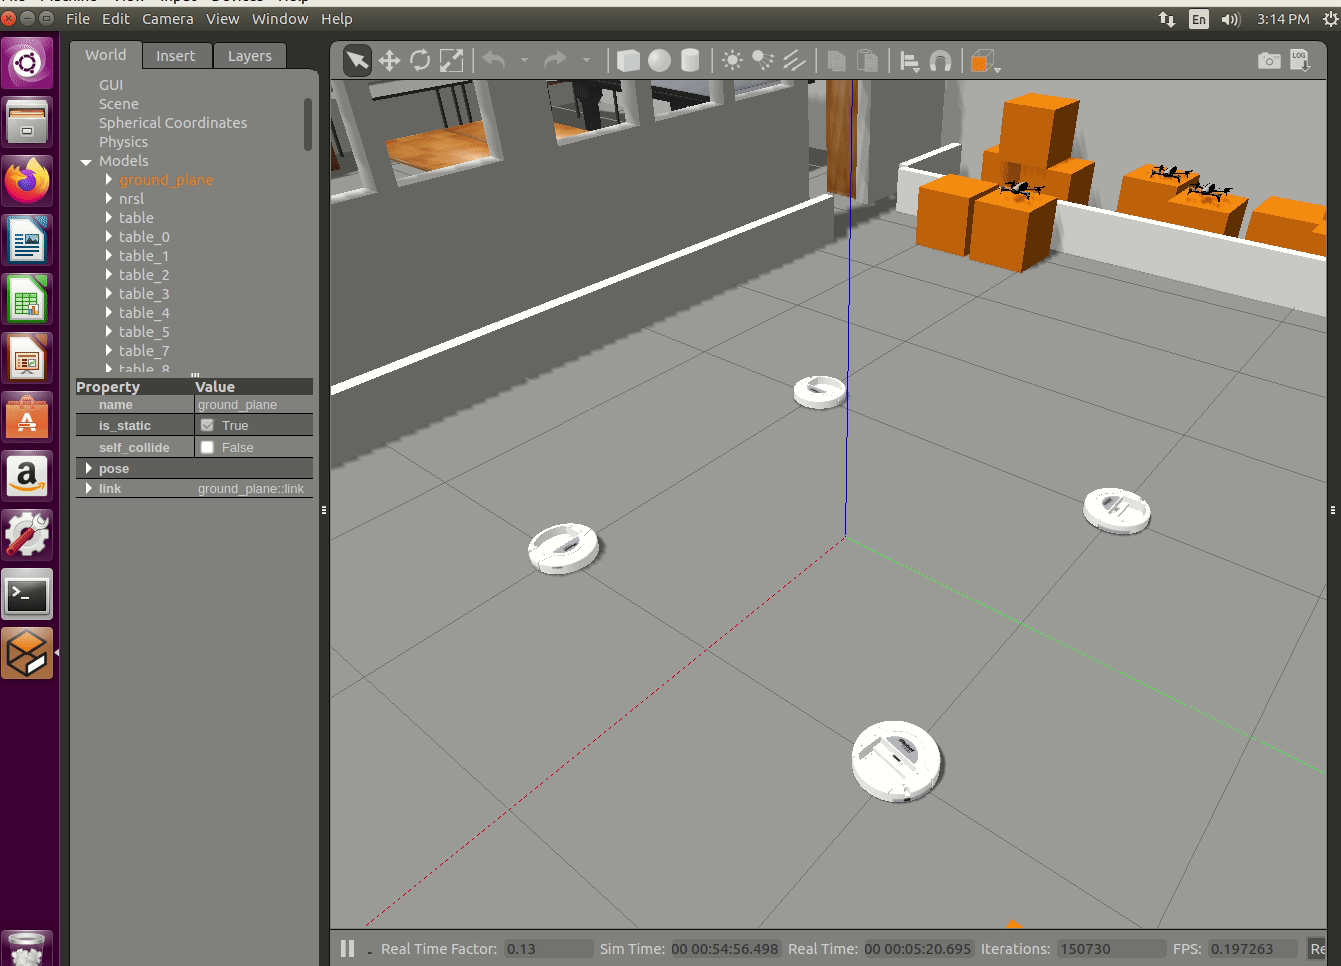 File Edit Camera View Window Help
En
3:14 PM
World Insert Layers
GUI
Scene
Spherical Coordinates
Physics
Models
ground_plane
nrsl
table
table_0
table_1
table_2
table_3
table_4
table_5
table_7
table_8
Property Value
name ground_plane
is_static True
self_collide False
pose
link ground_plane::link
LOG
Real Time Factor: 0.13 Sim Time: 00 00:54:56.498 Real Time: 00 00:05:20.695 Iterations: 150730 FPS: 0.197263 Re